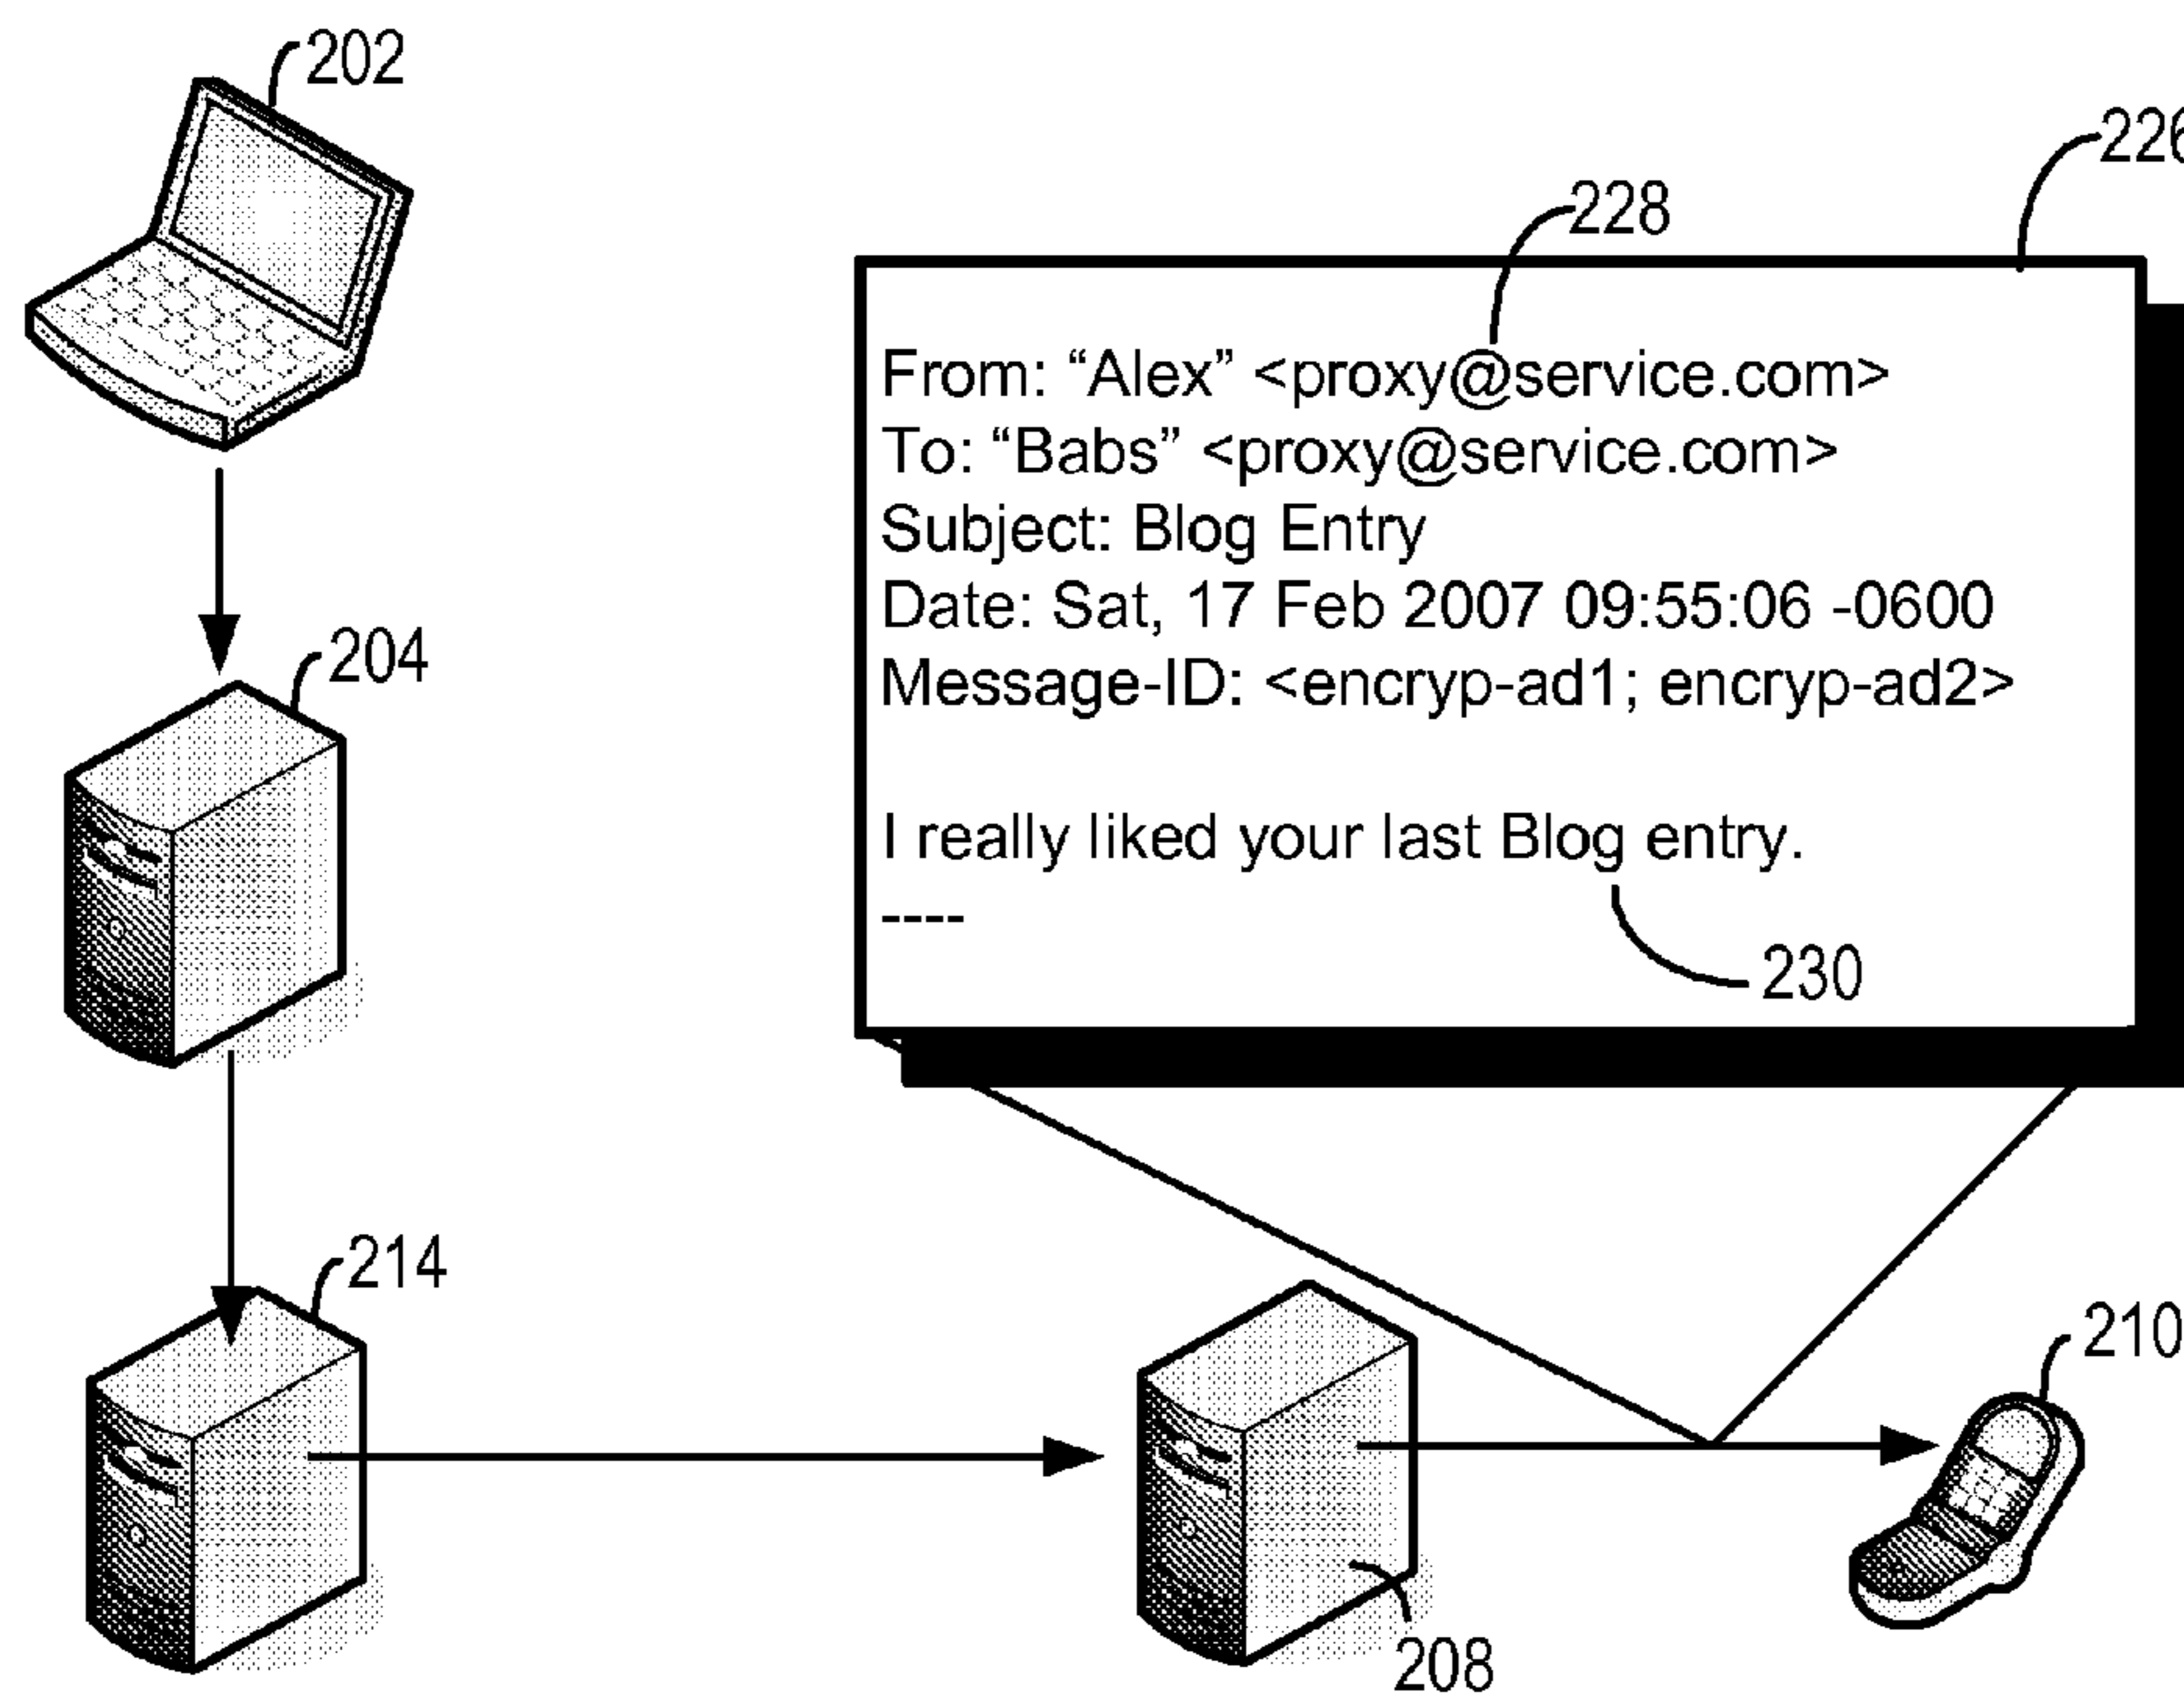 202
226
228
From: “Alex” <proxy@service.com>
To: “Babs” <proxy@service.com>
Subject: Blog Entry
Date: Sat, 17 Feb 2007 09:55:06 -0600
Message-ID: <encryp-ad1; encryp-ad2>
I really liked your last Blog entry.
----
230
204
214
210
208